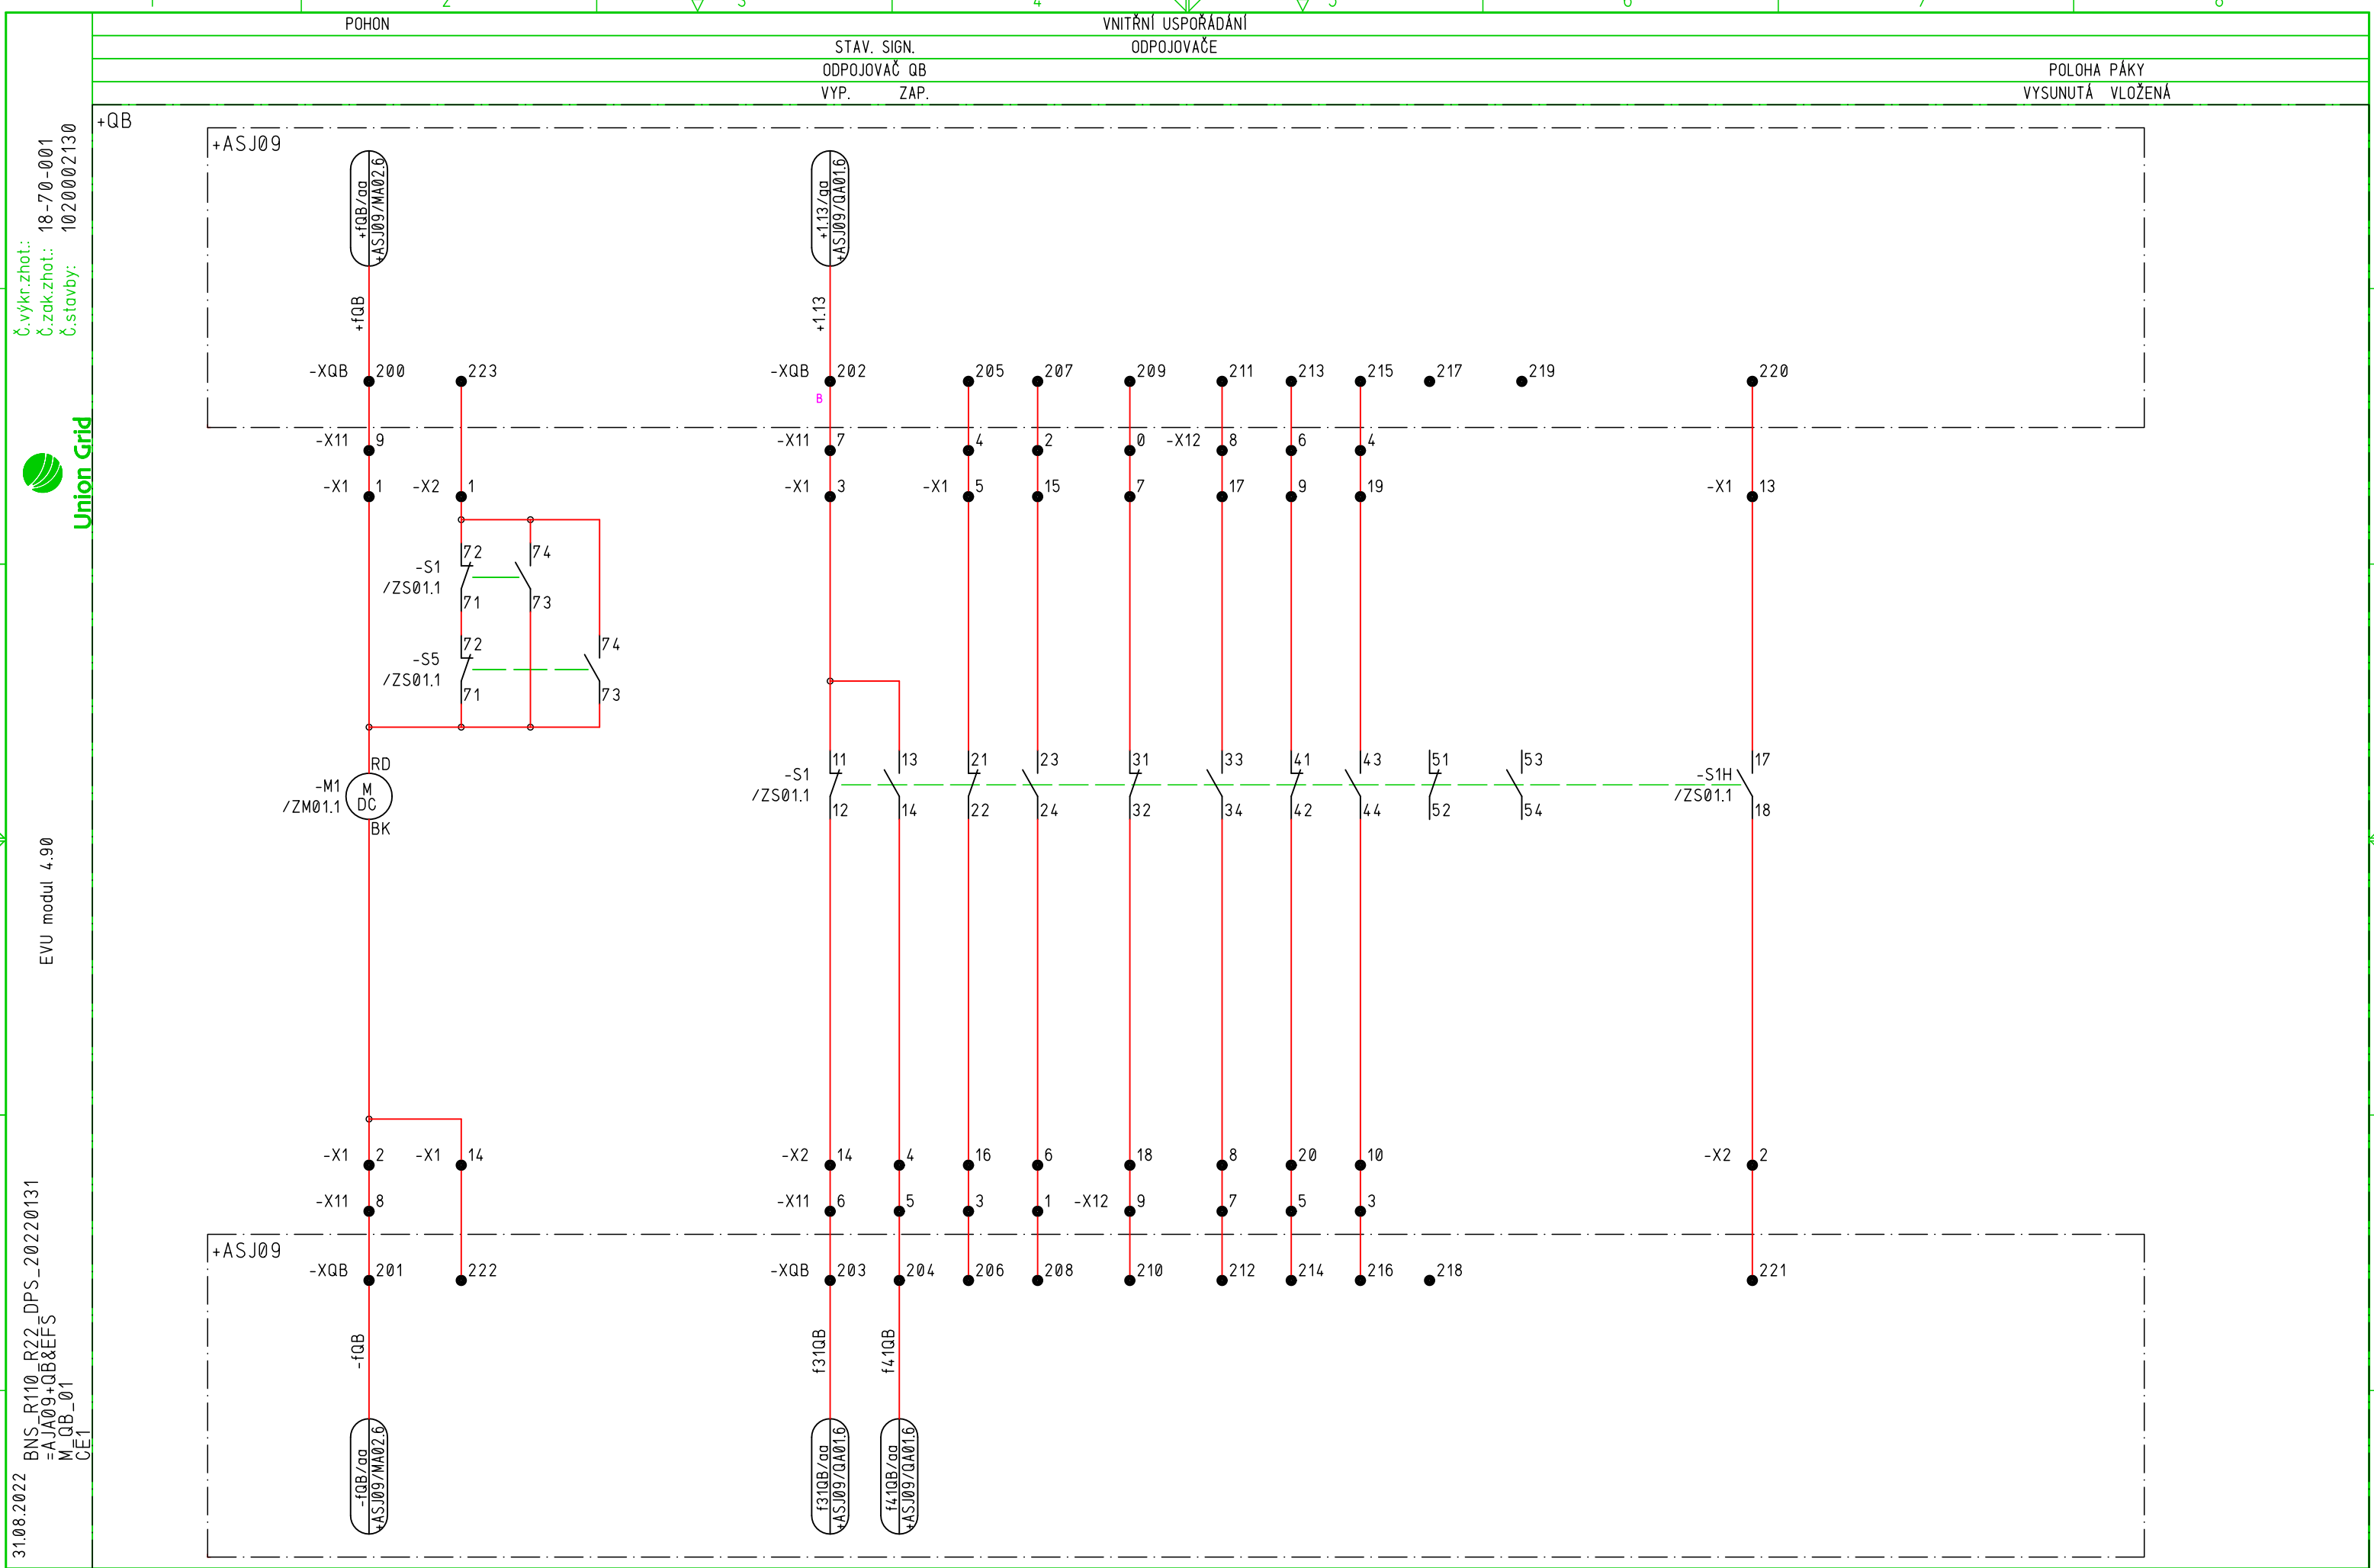 1 2 3 4 5 6 7 8
POHON VNITŘNÍ USPOŘÁDÁNÍ
STAV. SIGN. ODPOJOVAČE
ODPOJOVAČ QB POLOHA PÁKY
VYP. ZAP. VYSUNUTÁ VLOŽENÁ
+QB
+ASJ09
+fQB/aa
+ASJ09/MA02.6
+1.13/aa
+ASJ09/QA01.6
+fQB
+1.13
-XQB 200 223 -XQB 202 205 207 209 211 213 215 217 219 220
B
-X11 9 -X11 7 4 2 0 -X12 8 6 4
-X1 1 -X2 1 -X1 3 -X1 5 15 7 17 9 19 -X1 13
72 74
-S1
/ZS01.1
71 73
72 74
-S5
/ZS01.1
71 73
RD
-M1
/ZM01.1
M
DC
BK
11 13 21 23 31 33 41 43 51 53 17
-S1 -S1H
/ZS01.1 /ZS01.1
12 14 22 24 32 34 42 44 52 54 18
-X1 2 -X1 14 -X2 14 4 16 6 18 8 20 10 -X2 2
-X11 8 -X11 6 5 3 1 -X12 9 7 5 3
+ASJ09
-XQB 201 222 -XQB 203 204 206 208 210 212 214 216 218 221
-fQB
f31QB
f41QB
-fQB/aa
+ASJ09/MA02.6
f31QB/aa
+ASJ09/QA01.6
f41QB/aa
+ASJ09/QA01.6
Č.výkr.zhot.:
Č.zak.zhot.: 18-70-001
Č.stavby: 1020002130
Union Grid
EVU modul 4.90
BNS_R110_R22_DPS_20220131
=AJA09+QB&EFS
M_QB_01
CE1
31.08.2022